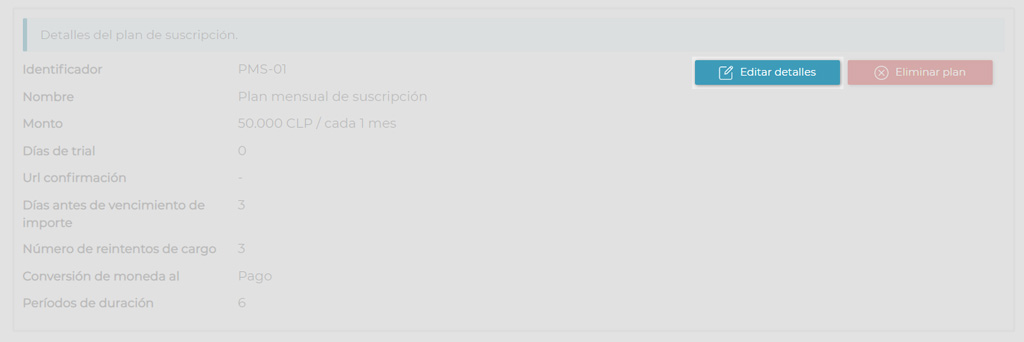 Detalles del plan de suscripción.
Identificador PMS-01 Editar detalles Eliminar plan
Nombre Plan mensual de suscripción
Monto 50.000 CLP / cada 1 mes
Días de trial 0
Url confirmación -
Días antes de vencimiento de 3
importe
Número de reintentos de cargo 3
Conversión de moneda al Pago
Períodos de duración 6